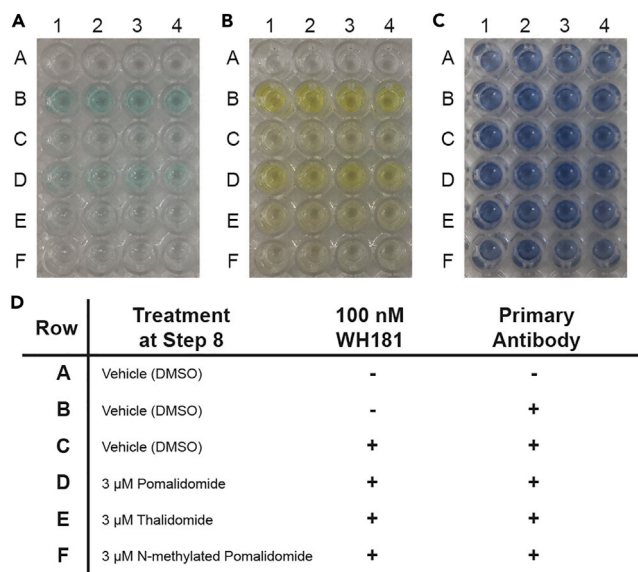 A B C
1 2 3 4 1 2 3 4 1 2 3 4
A A A
B B B
C C C
D D D
E E E
F F F
D
Row Treatment at Step 8 100 nM WH181 Primary Antibody
A Vehicle (DMSO) - -
B Vehicle (DMSO) - +
C Vehicle (DMSO) + +
D 3 µM Pomalidomide + +
E 3 µM Thalidomide + +
F 3 µM N-methylated Pomalidomide + +